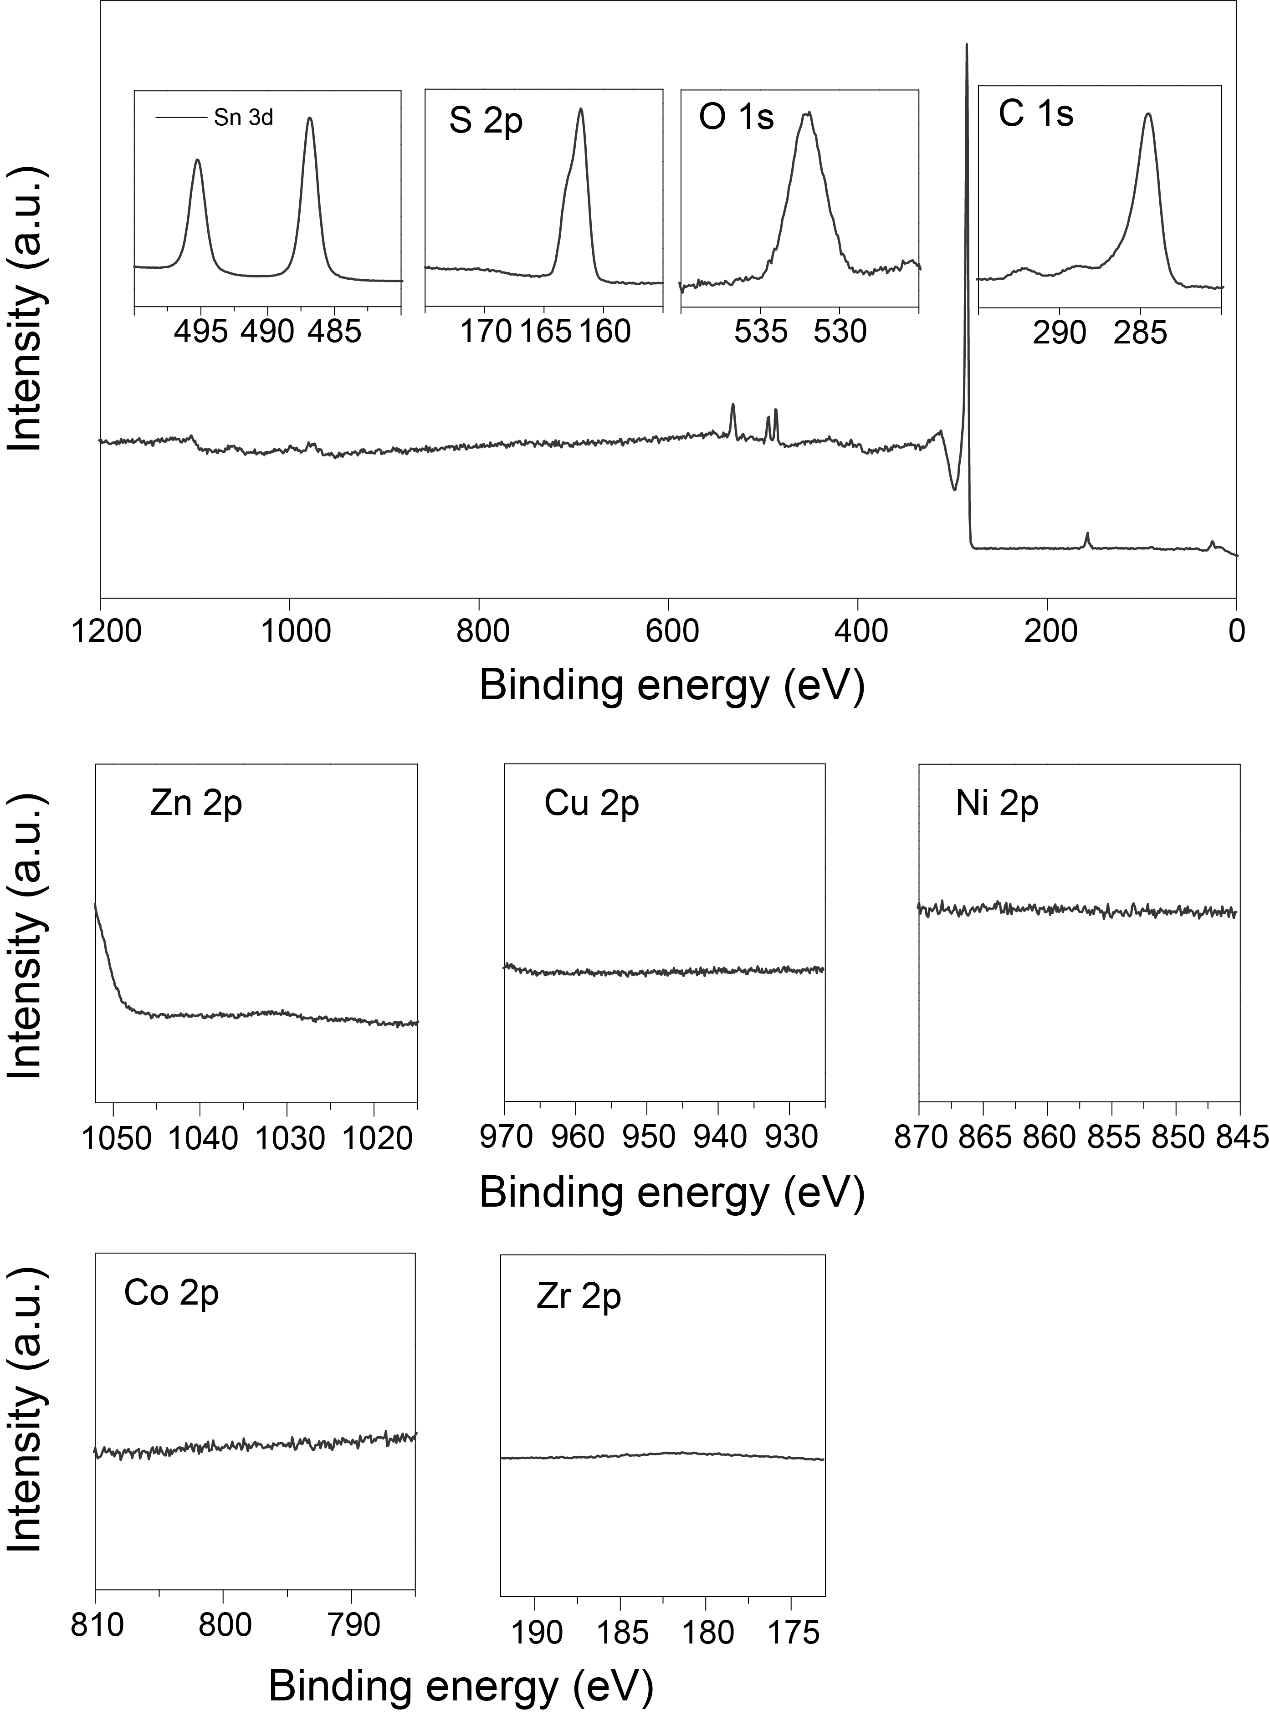 Intensity (a.u.)
Sn 3d
495 490 485
S 2p
170 165 160
O 1s
535 530
C 1s
290 285
1200 1000 800 600 400 200 0
Binding energy (eV)
Intensity (a.u.)
Zn 2p
1050 1040 1030 1020
Cu 2p
970 960 950 940 930
Ni 2p
870 865 860 855 850 845
Binding energy (eV)
Intensity (a.u.)
Co 2p
810 800 790
Zr 2p
190 185 180 175
Binding energy (eV)